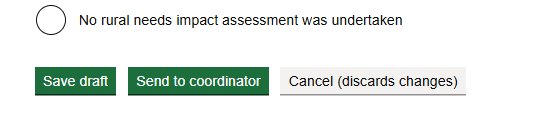 No rural needs impact assessment was undertaken
Save draft Send to coordinator Cancel (discards changes)